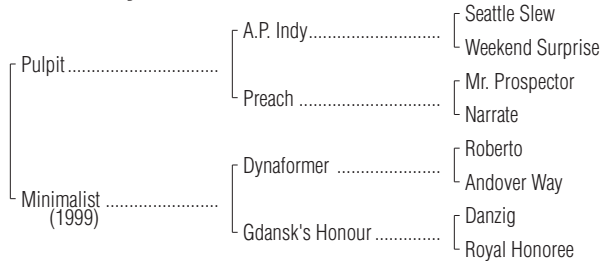 Seattle Slew
A.P. Indy..............................
Weekend Surprise
Pulpit..................................
Mr. Prospector
Preach ................................
Narrate
Roberto
Dynaformer .......................
Andover Way
Minimalist .........................
(1999)
Danzig
Gdansk's Honour...............
Royal Honoree